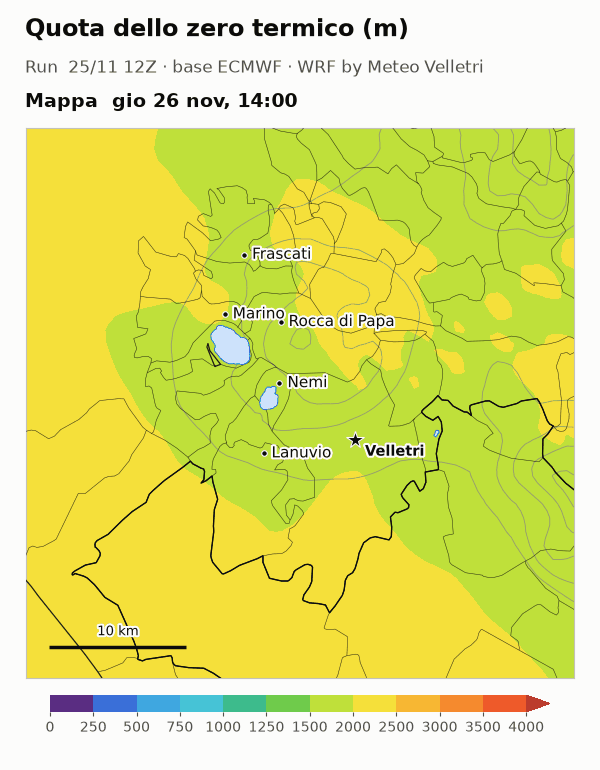 Quota dello zero termico (m)
Run  25/11 12Z · base ECMWF · WRF by Meteo Velletri
Mappa  gio 26 nov, 14:00
Frascati
Marino
Rocca di Papa
Nemi
Velletri
Lanuvio
10 km
0 250 500 750 1000 1250 1500 2000 2500 3000 3500 4000